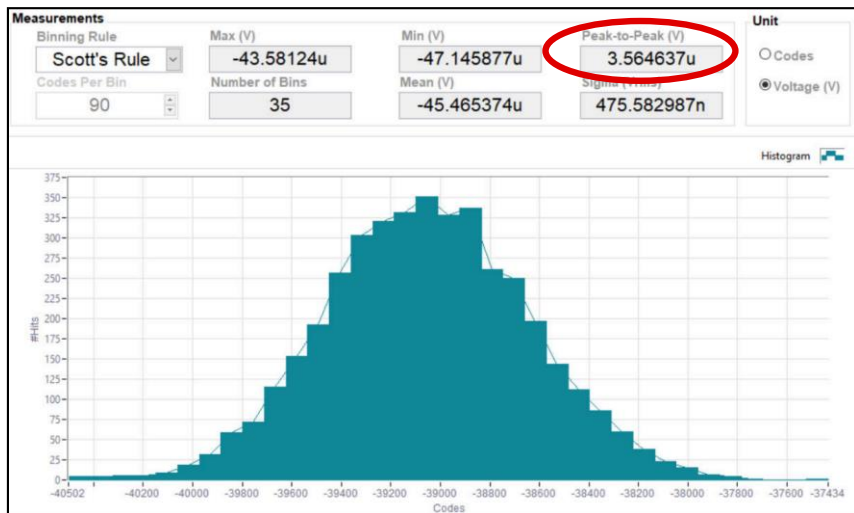 Measurements
Binning Rule Max (V) Min (V) Peak-to-Peak (V) Unit
Scott's Rule -43.58124u -47.145877u 3.564637u Codes
Codes Per Bin Number of Bins Mean (V) Sigma (Vrms) Voltage (V)
90 35 -45.465374u 475.582987n
Histogram
375
350
325
300
275
250
225
200
175
150
125
100
75
50
25
0
#Hits
-40502 -40200 -40000 -39800 -39600 -39400 -39200 -39000 -38800 -38600 -38400 -38200 -38000 -37800 -37600 -37434
Codes